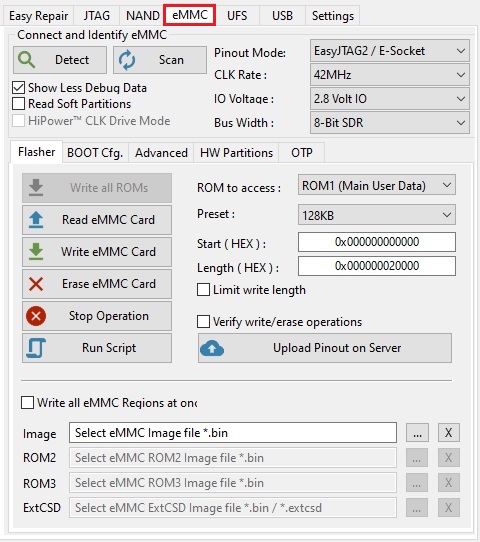 Easy Repair JTAG NAND eMMC UFS USB Settings
Connect and Identify eMMC
Detect Scan
Show Less Debug Data
Read Soft Partitions
HiPower™ CLK Drive Mode
Pinout Mode: EasyJTAG2 / E-Socket
CLK Rate : 42MHz
IO Voltage : 2.8 Volt IO
Bus Width : 8-Bit SDR
Flasher BOOT Cfg. Advanced HW Partitions OTP
Write all ROMs
Read eMMC Card
Write eMMC Card
Erase eMMC Card
Stop Operation
Run Script
ROM to access : ROM1 (Main User Data)
Preset : 128KB
Start ( HEX ) : 0x000000000000
Length ( HEX ) : 0x000000020000
Limit write length
Verify write/erase operations
Upload Pinout on Server
Write all eMMC Regions at onc
Image Select eMMC Image file *.bin ... X
ROM2 Select eMMC ROM2 Image file *.bin ... X
ROM3 Select eMMC ROM3 Image file *.bin ... X
ExtCSD Select eMMC ExtCSD Image file *.bin / *.extcsd ... X